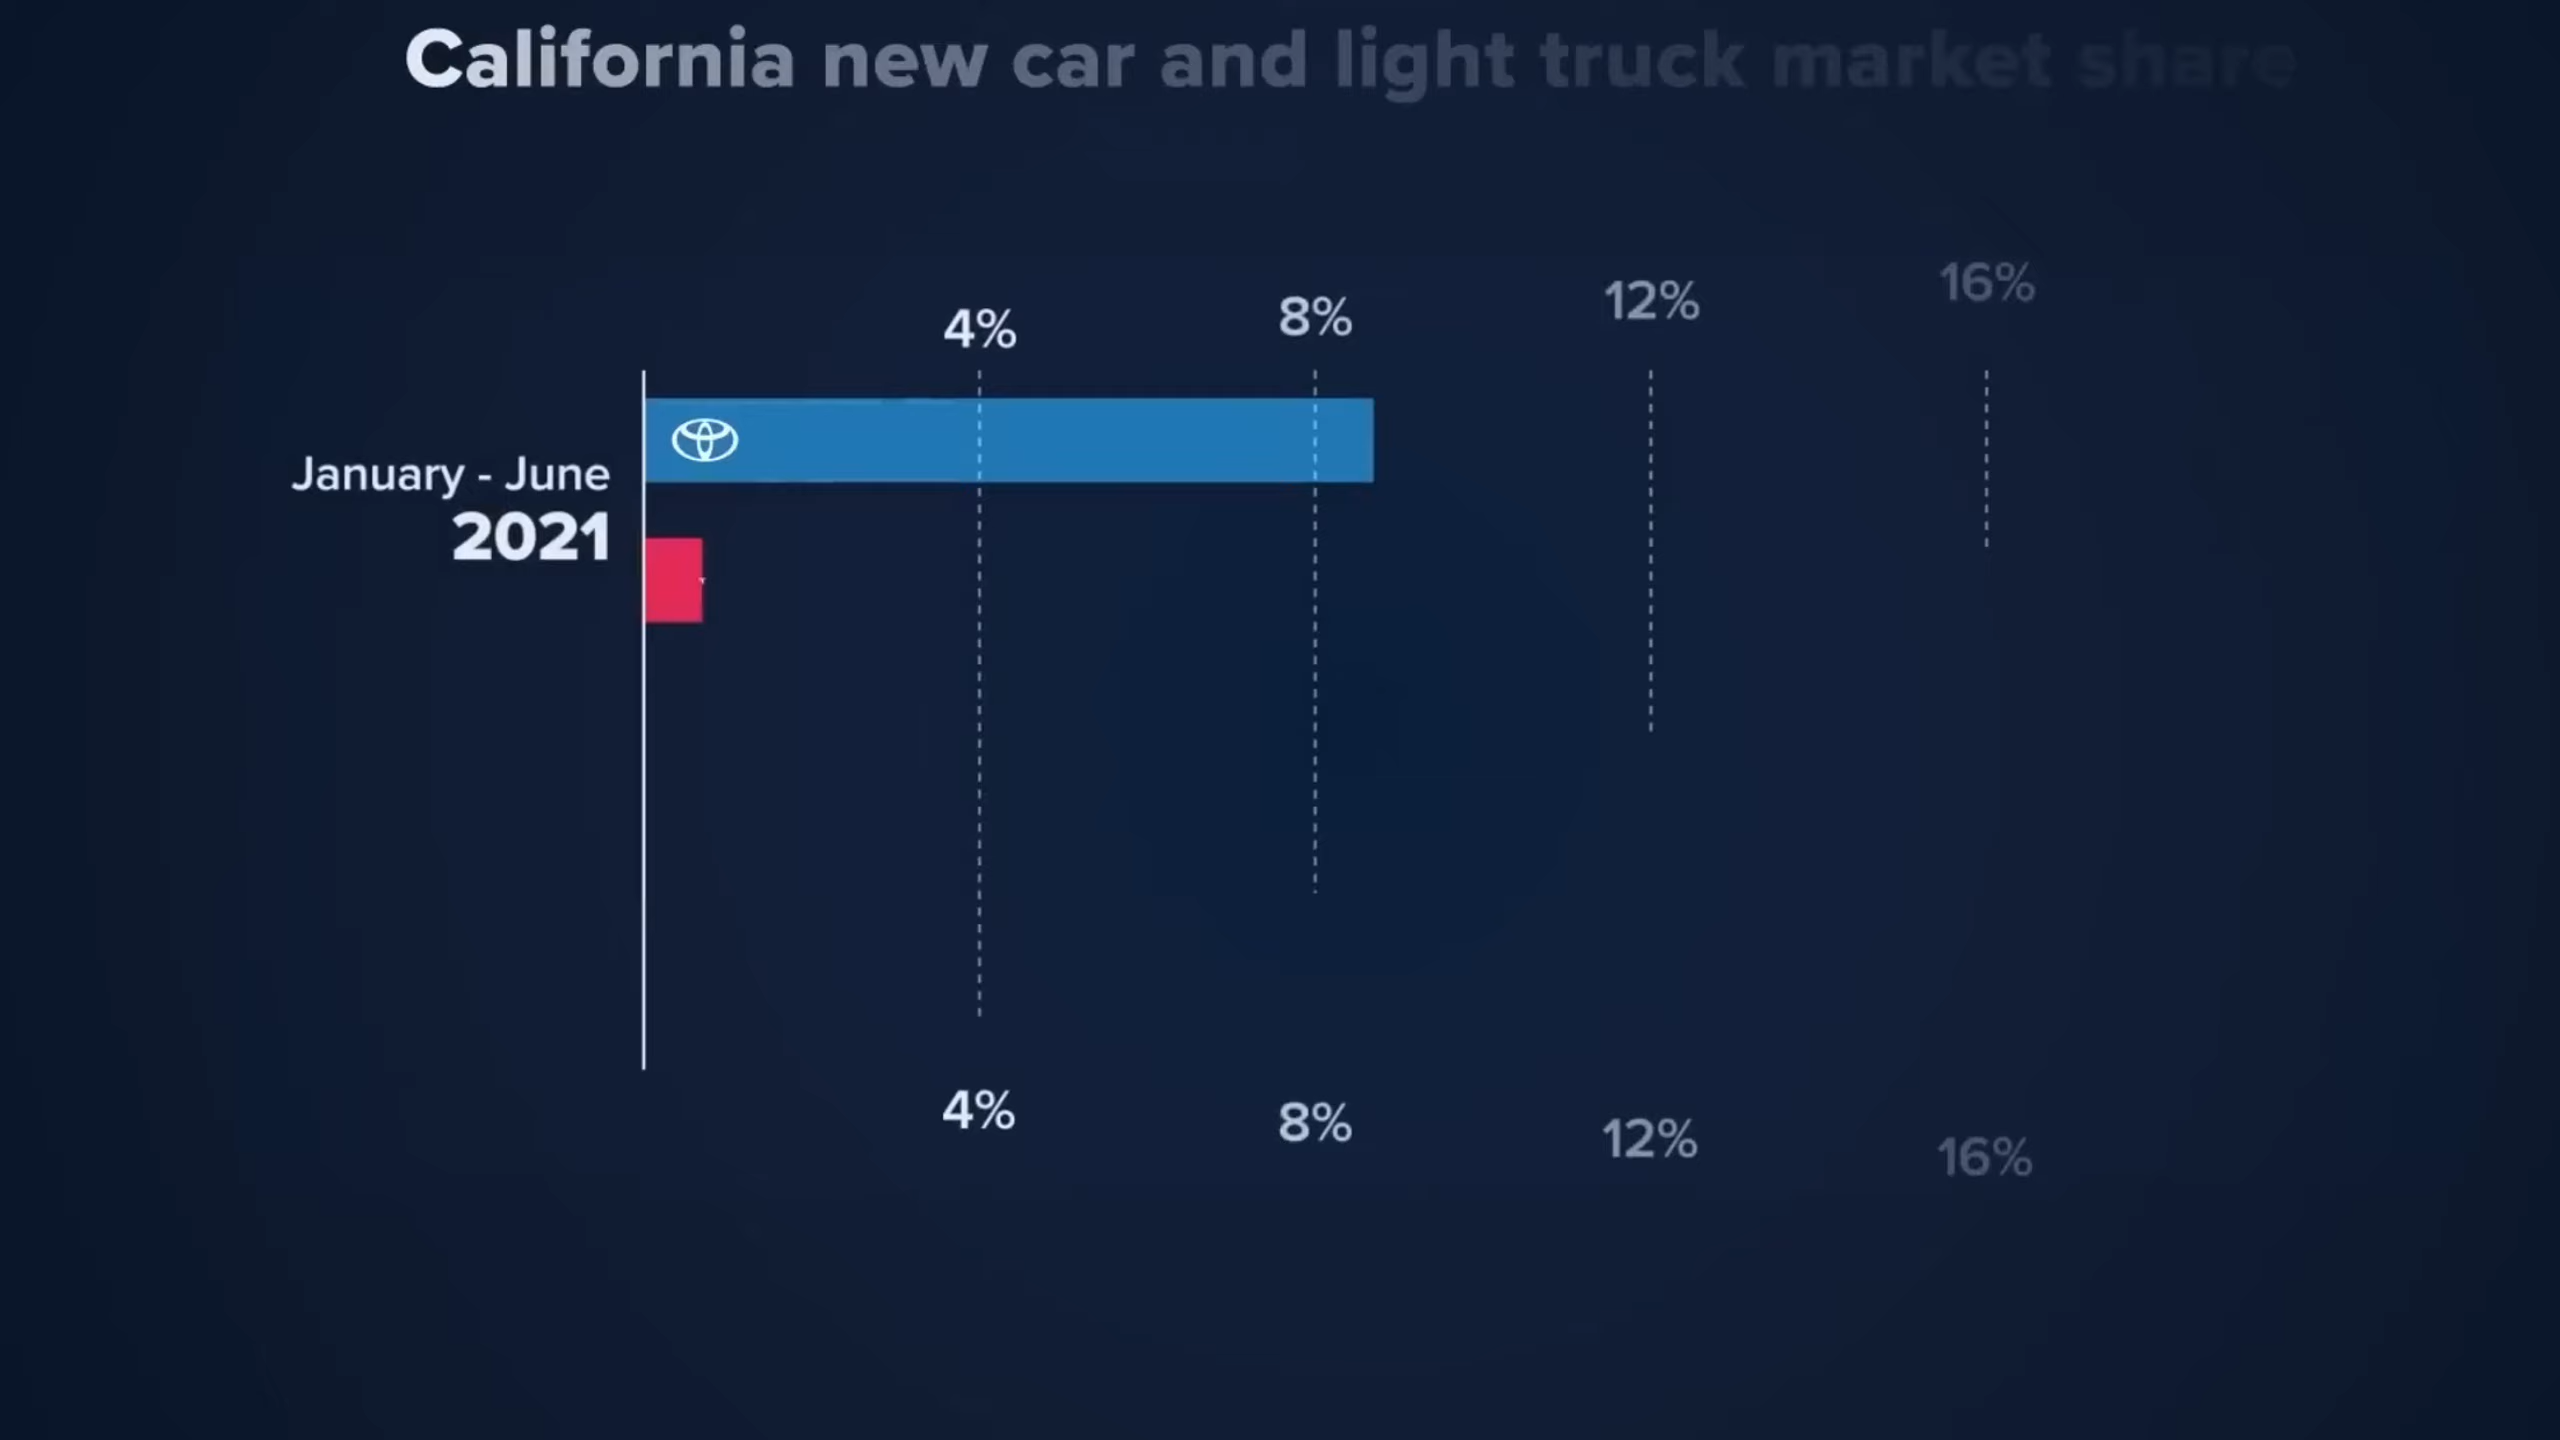 California new car and light truck market share
4% 8% 12% 16%
January - June
2021
4% 8% 12% 16%